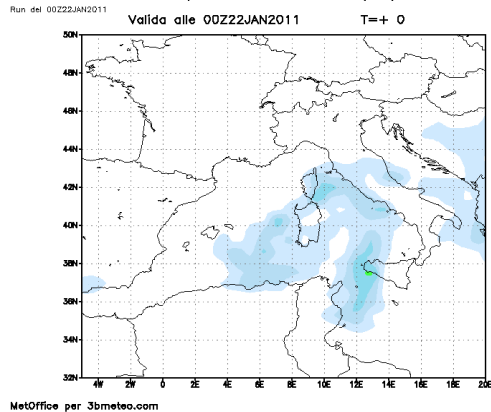 Run del 00Z22JAN2011
Valida alle 00Z22JAN2011 T=+ 0
50N
48N
46N
44N
42N
40N
38N
36N
34N
32N
4W 2W 0 2E 4E 6E 8E 10E 12E 14E 16E 18E 20E
MetOffice per 3bmeteo.com